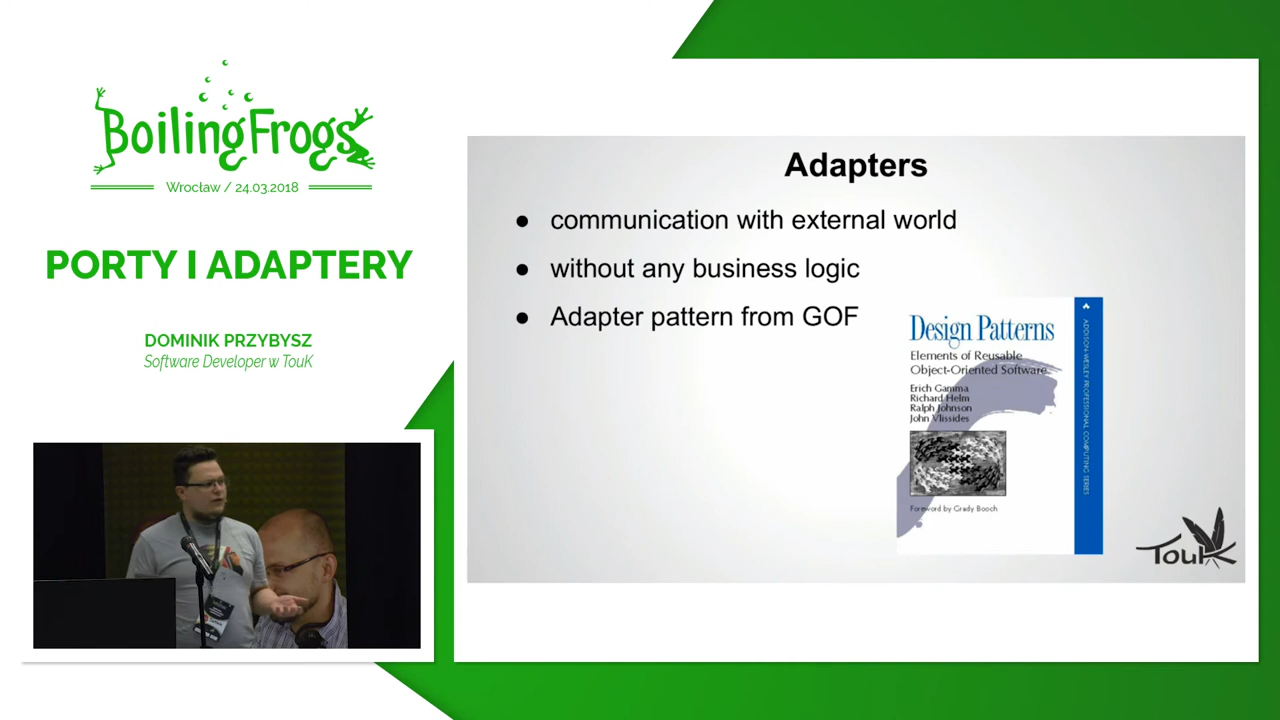 BoilingFrogs
Wrocław / 24.03.2018
PORTY I ADAPTERY
DOMINIK PRZYBYSZ
Software Developer w TouK
Adapters
● communication with external world
● without any business logic
● Adapter pattern from GOF
Design Patterns
Elements of Reusable
Object-Oriented Software
Erich Gamma
Richard Helm
Ralph Johnson
John Vlissides
Foreword by Grady Booch
ADDISON-WESLEY PROFESSIONAL COMPUTING SERIES
TouK